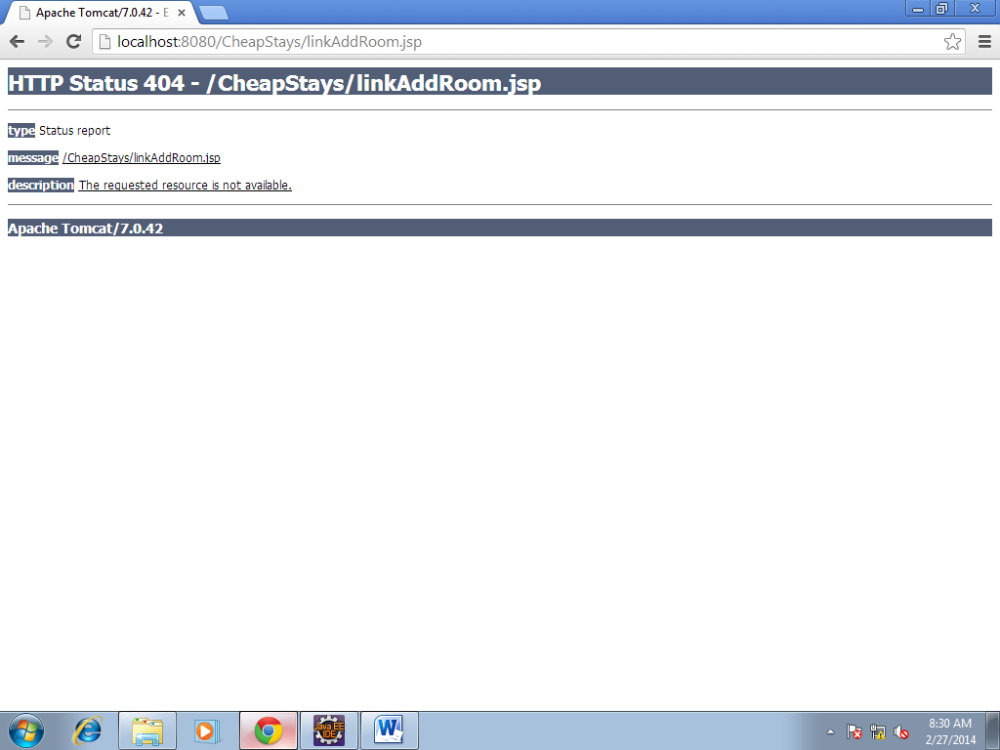 Apache Tomcat/7.0.42 - E
localhost:8080/CheapStays/linkAddRoom.jsp
HTTP Status 404 - /CheapStays/linkAddRoom.jsp
type Status report
message /CheapStays/linkAddRoom.jsp
description The requested resource is not available.
Apache Tomcat/7.0.42
Java EE
IDE
W
8:30 AM
2/27/2014